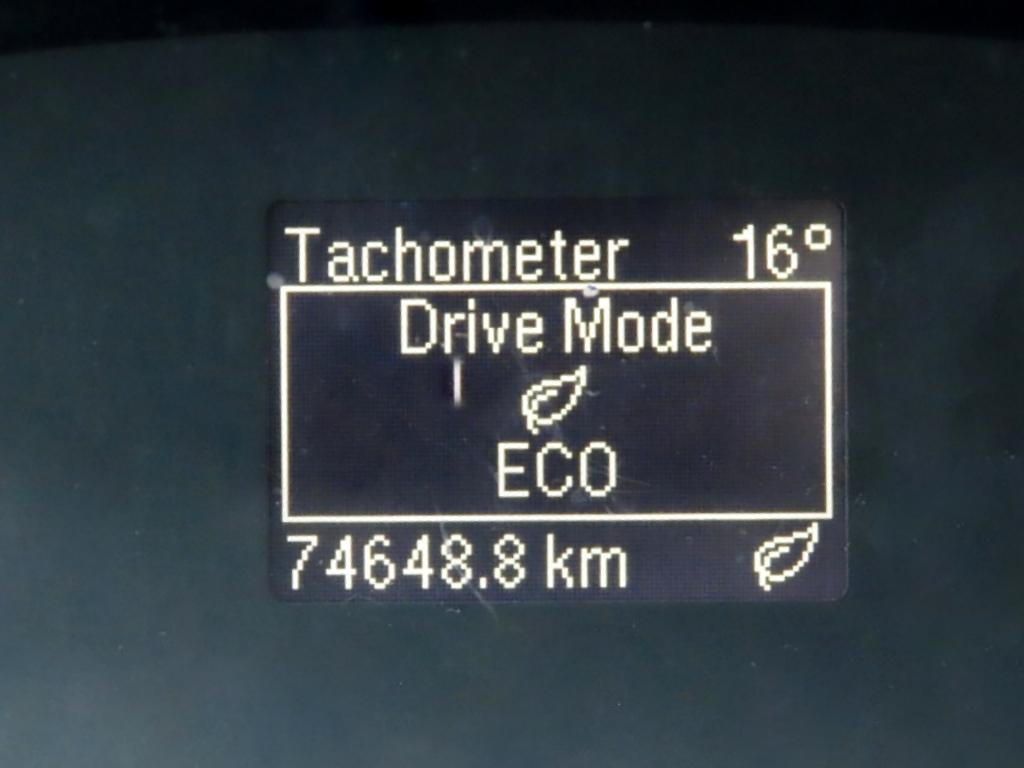 Tachometer 16°
Drive Mode
ECO
74648.8 km